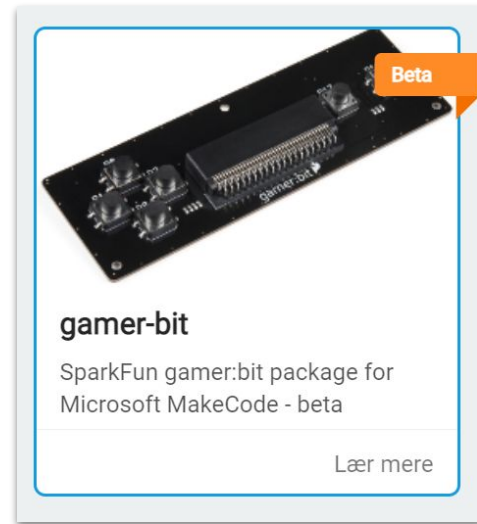 Beta
gamer:bit
gamer-bit
SparkFun gamer:bit package for
Microsoft MakeCode - beta
Lær mere